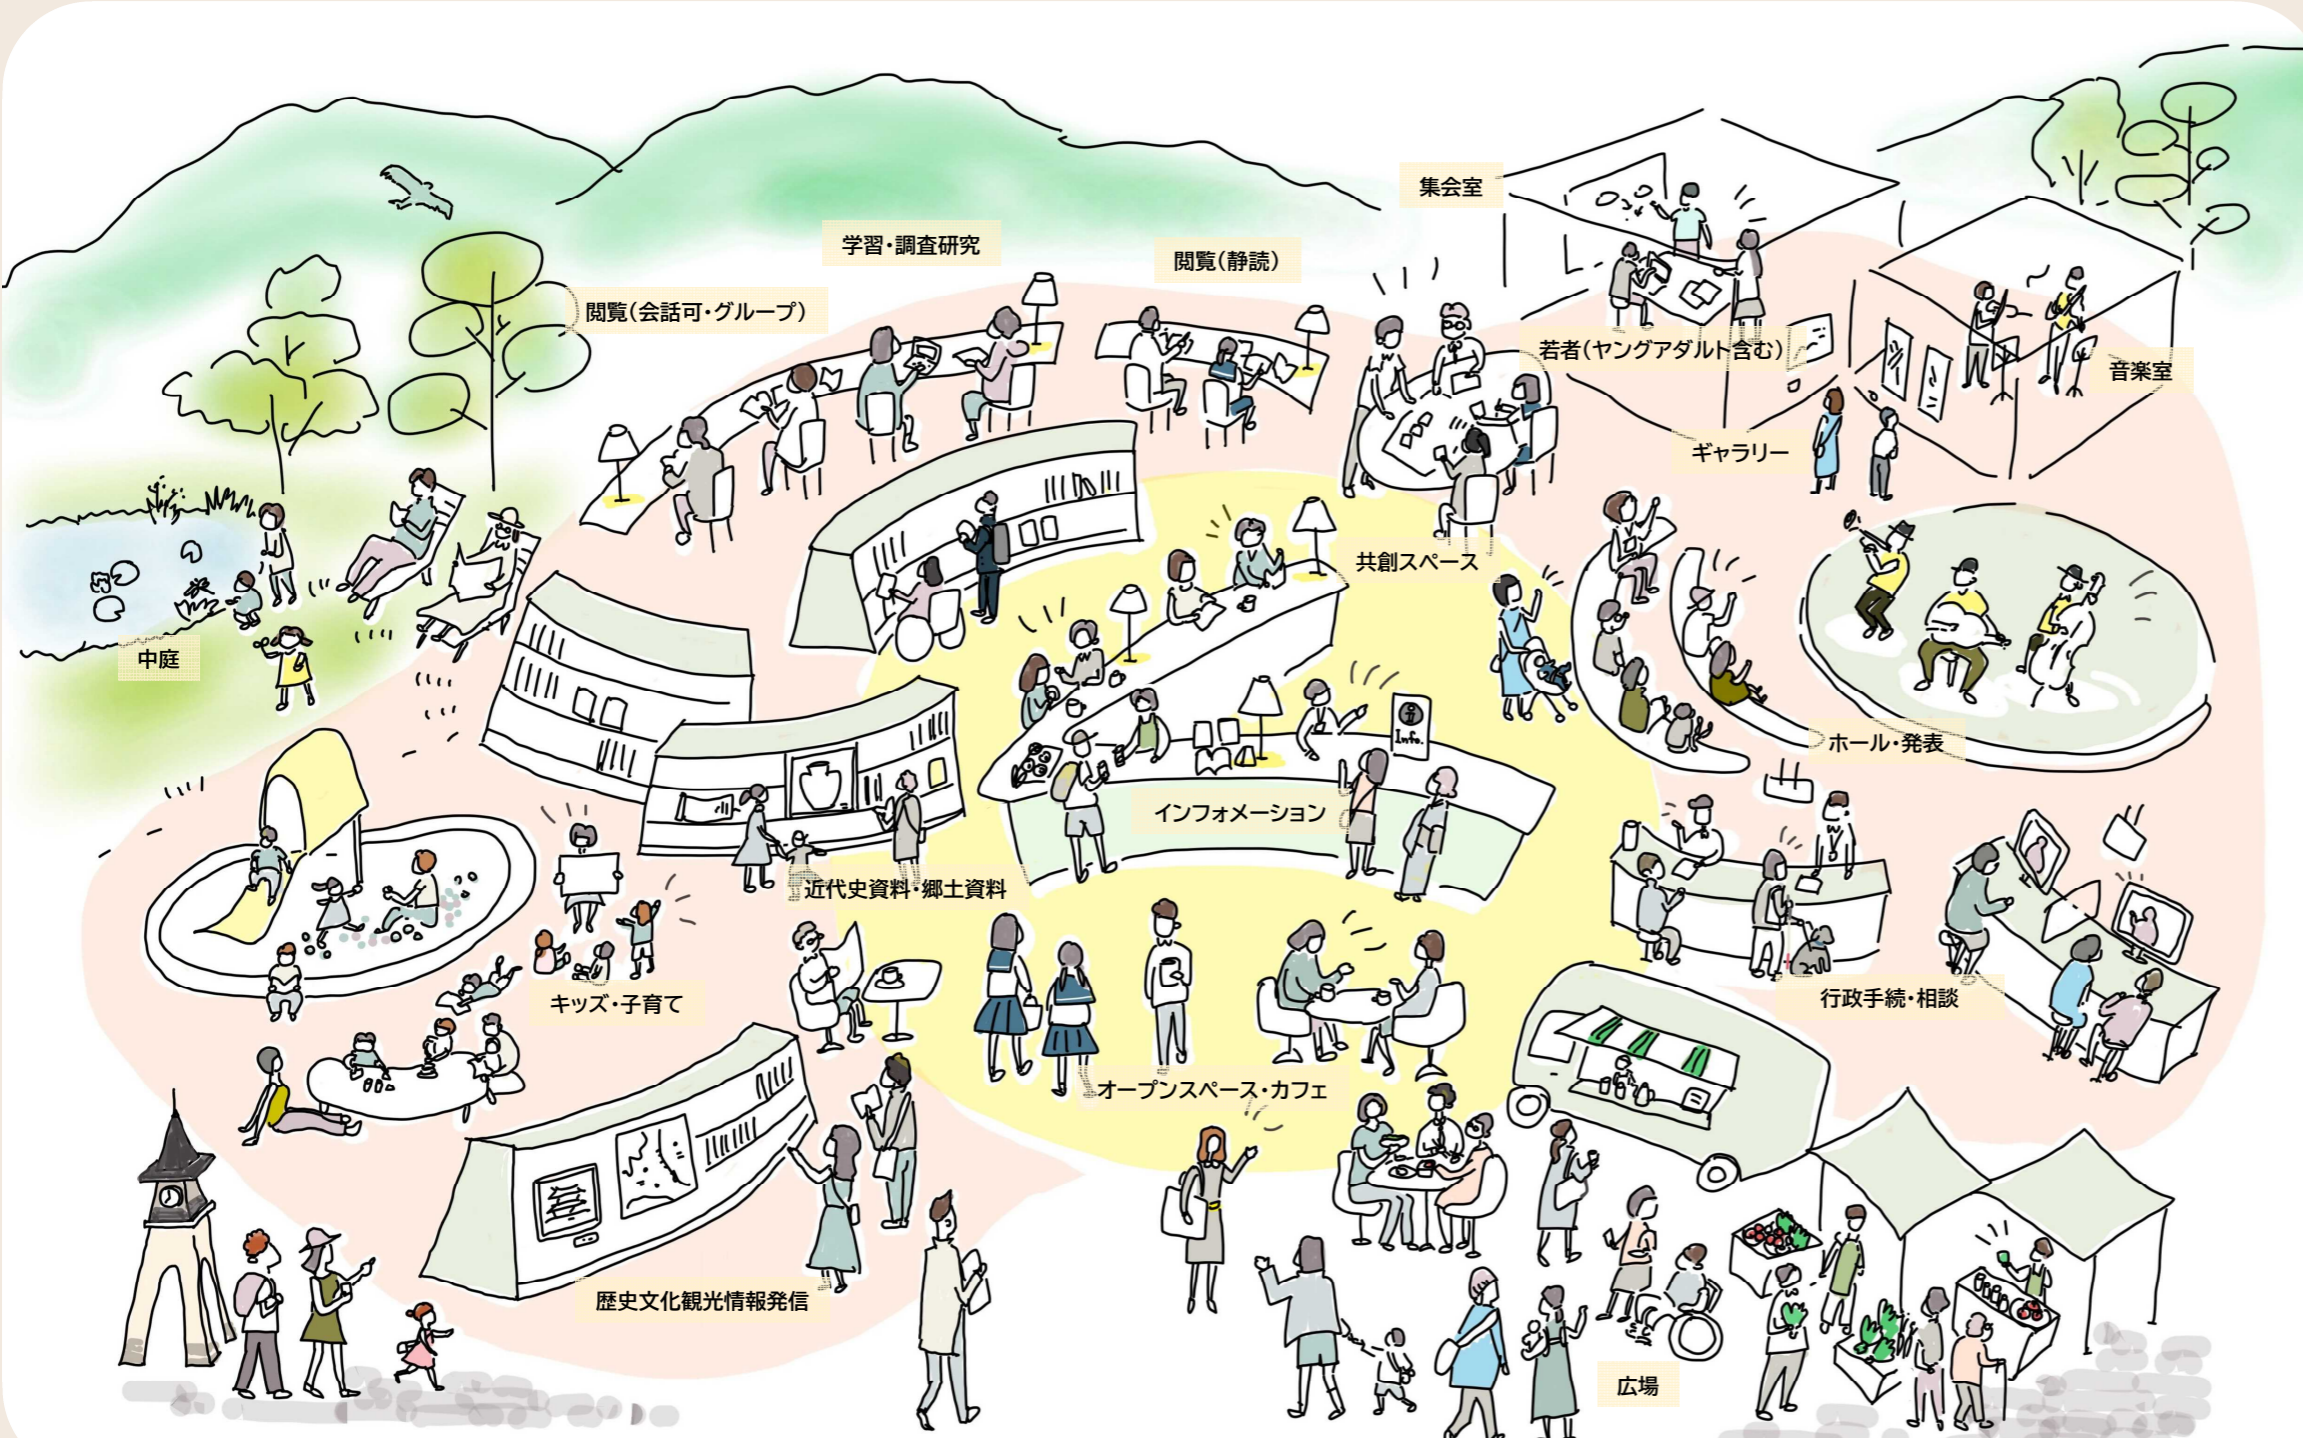 集会室
学習・調査研究
閲覧(静読)
閲覧(会話可・グループ)
若者(ヤングアダルト含む)
音楽室
ギャラリー
共創スペース
中庭
Info.
ホール・発表
インフォメーション
近代史資料・郷土資料
キッズ・子育て
行政手続・相談
オープンスペース・カフェ
歴史文化観光情報発信
広場